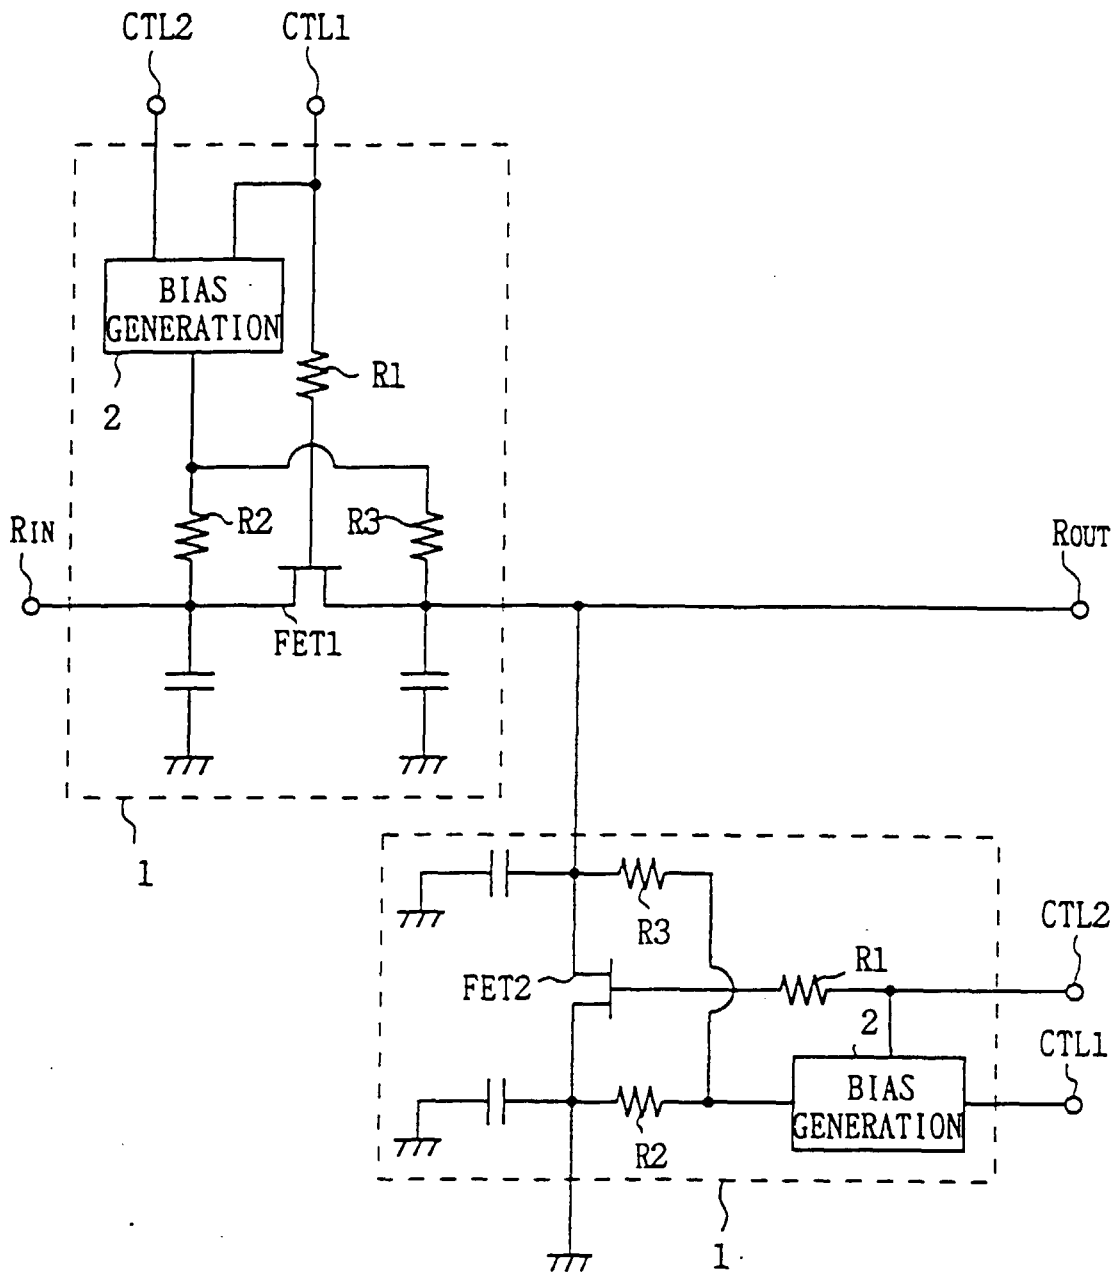 CTL2
CTL1
BIAS
GENERATION
R1
2
R2
R3
RIN
ROUT
FET1
1
R3
CTL2
R1
FET2
2
CTL1
BIAS
GENERATION
R2
1